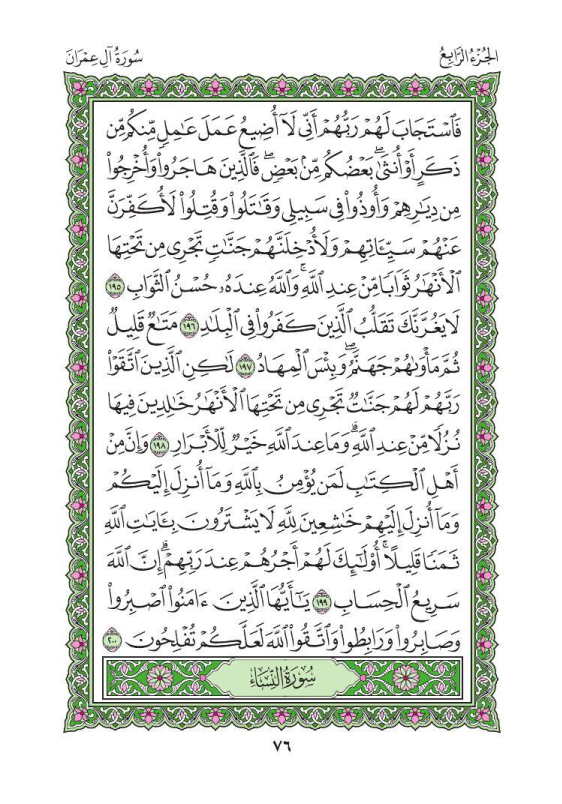 الجُزْءُ الرَّابِعُ
سُورَةُ آلِ عِمْرَانَ
فَٱسْتَجَابَ لَهُمْ رَبُّهُمْ أَنِّي لَآ أُضِيعُ عَمَلَ عَٰمِلٍ مِّنكُم مِّن
ذَكَرٍ أَوْ أُنثَىٰۖ بَعْضُكُم مِّنۢ بَعْضٍۖ فَٱلَّذِينَ هَاجَرُوا۟ وَأُخْرِجُوا۟
مِن دِيَٰرِهِمْ وَأُوذُوا۟ فِى سَبِيلِى وَقَٰتَلُوا۟ وَقُتِلُوا۟ لَأُكَفِّرَنَّ
عَنْهُمْ سَيِّـَٔاتِهِمْ وَلَأُدْخِلَنَّهُمْ جَنَّٰتٍ تَجْرِى مِن تَحْتِهَا
ٱلْأَنْهَٰرُ ثَوَابًا مِّنْ عِندِ ٱللَّهِۚ وَٱللَّهُ عِندَهُۥ حُسْنُ ٱلثَّوَابِ ١٩٥
لَا يَغُرَّنَّكَ تَقَلُّبُ ٱلَّذِينَ كَفَرُوا۟ فِى ٱلْبِلَٰدِ ١٩٦ مَتَٰعٌ قَلِيلٌ
ثُمَّ مَأْوَىٰهُمْ جَهَنَّمُۖ وَبِئْسَ ٱلْمِهَادُ ١٩٧ لَٰكِنِ ٱلَّذِينَ ٱتَّقَوْا۟
رَبَّهُمْ لَهُمْ جَنَّٰتٌ تَجْرِى مِن تَحْتِهَا ٱلْأَنْهَٰرُ خَٰلِدِينَ فِيهَا
نُزُلًا مِّنْ عِندِ ٱللَّهِۗ وَمَا عِندَ ٱللَّهِ خَيْرٌ لِّلْأَبْرَارِ ١٩٨ وَإِنَّ مِنْ
أَهْلِ ٱلْكِتَٰبِ لَمَن يُؤْمِنُ بِٱللَّهِ وَمَآ أُنزِلَ إِلَيْكُمْ
وَمَآ أُنزِلَ إِلَيْهِمْ خَٰشِعِينَ لِلَّهِ لَا يَشْتَرُونَ بِـَٔايَٰتِ ٱللَّهِ
ثَمَنًا قَلِيلًاۚ أُو۟لَٰٓئِكَ لَهُمْ أَجْرُهُمْ عِندَ رَبِّهِمْۗ إِنَّ ٱللَّهَ
سَرِيعُ ٱلْحِسَابِ ١٩٩ يَٰٓأَيُّهَا ٱلَّذِينَ ءَامَنُوا۟ ٱصْبِرُوا۟
وَصَابِرُوا۟ وَرَابِطُوا۟ وَٱتَّقُوا۟ ٱللَّهَ لَعَلَّكُمْ تُفْلِحُونَ ٢٠٠
سُورَةُ النِّسَاءِ
٧٦